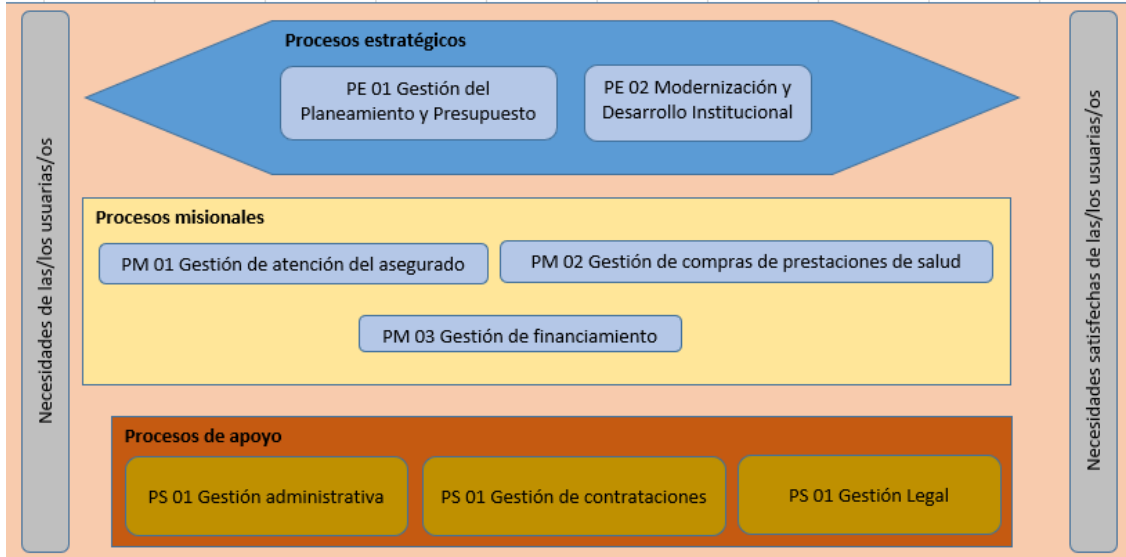 Necesidades de las/los usuarias/os
Procesos estratégicos
PE 01 Gestión del
Planeamiento y Presupuesto
PE 02 Modernización y
Desarrollo Institucional
Procesos misionales
PM 01 Gestión de atención del asegurado
PM 02 Gestión de compras de prestaciones de salud
PM 03 Gestión de financiamiento
Procesos de apoyo
PS 01 Gestión administrativa
PS 01 Gestión de contrataciones
PS 01 Gestión Legal
Necesidades satisfechas de las/los usuarias/os